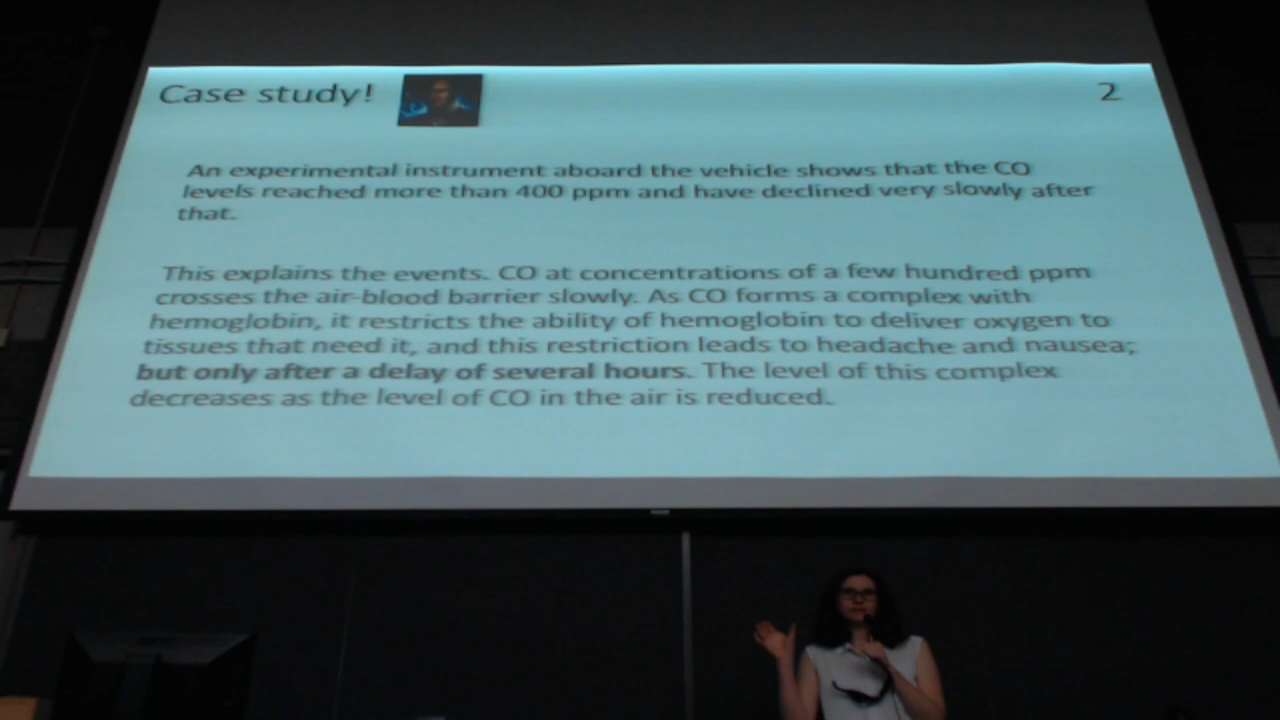 Case study!
2
An experimental instrument aboard the vehicle shows that the CO
levels reached more than 400 ppm and have declined very slowly after
that.
This explains the events. CO at concentrations of a few hundred ppm
crosses the air-blood barrier slowly. As CO forms a complex with
hemoglobin, it restricts the ability of hemoglobin to deliver oxygen to
tissues that need it, and this restriction leads to headache and nausea;
but only after a delay of several hours. The level of this complex
decreases as the level of CO in the air is reduced.